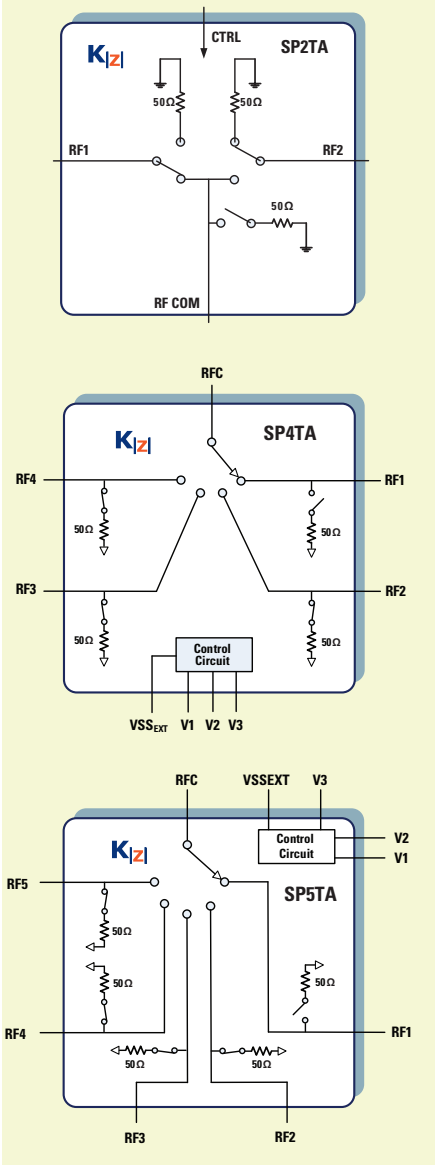 CTRL
SP2TA
K|z|
50Ω
50Ω
RF1
RF2
50Ω
RF COM
RFC
SP4TA
K|z|
RF4
RF1
50Ω
50Ω
RF3
RF2
50Ω
50Ω
Control
Circuit
VSSEXT V1 V2 V3
RFC
VSSEXT
V3
Control
Circuit
V2
V1
K|z|
SP5TA
RF5
50Ω
50Ω
50Ω
RF4
RF1
50Ω
50Ω
RF3
RF2